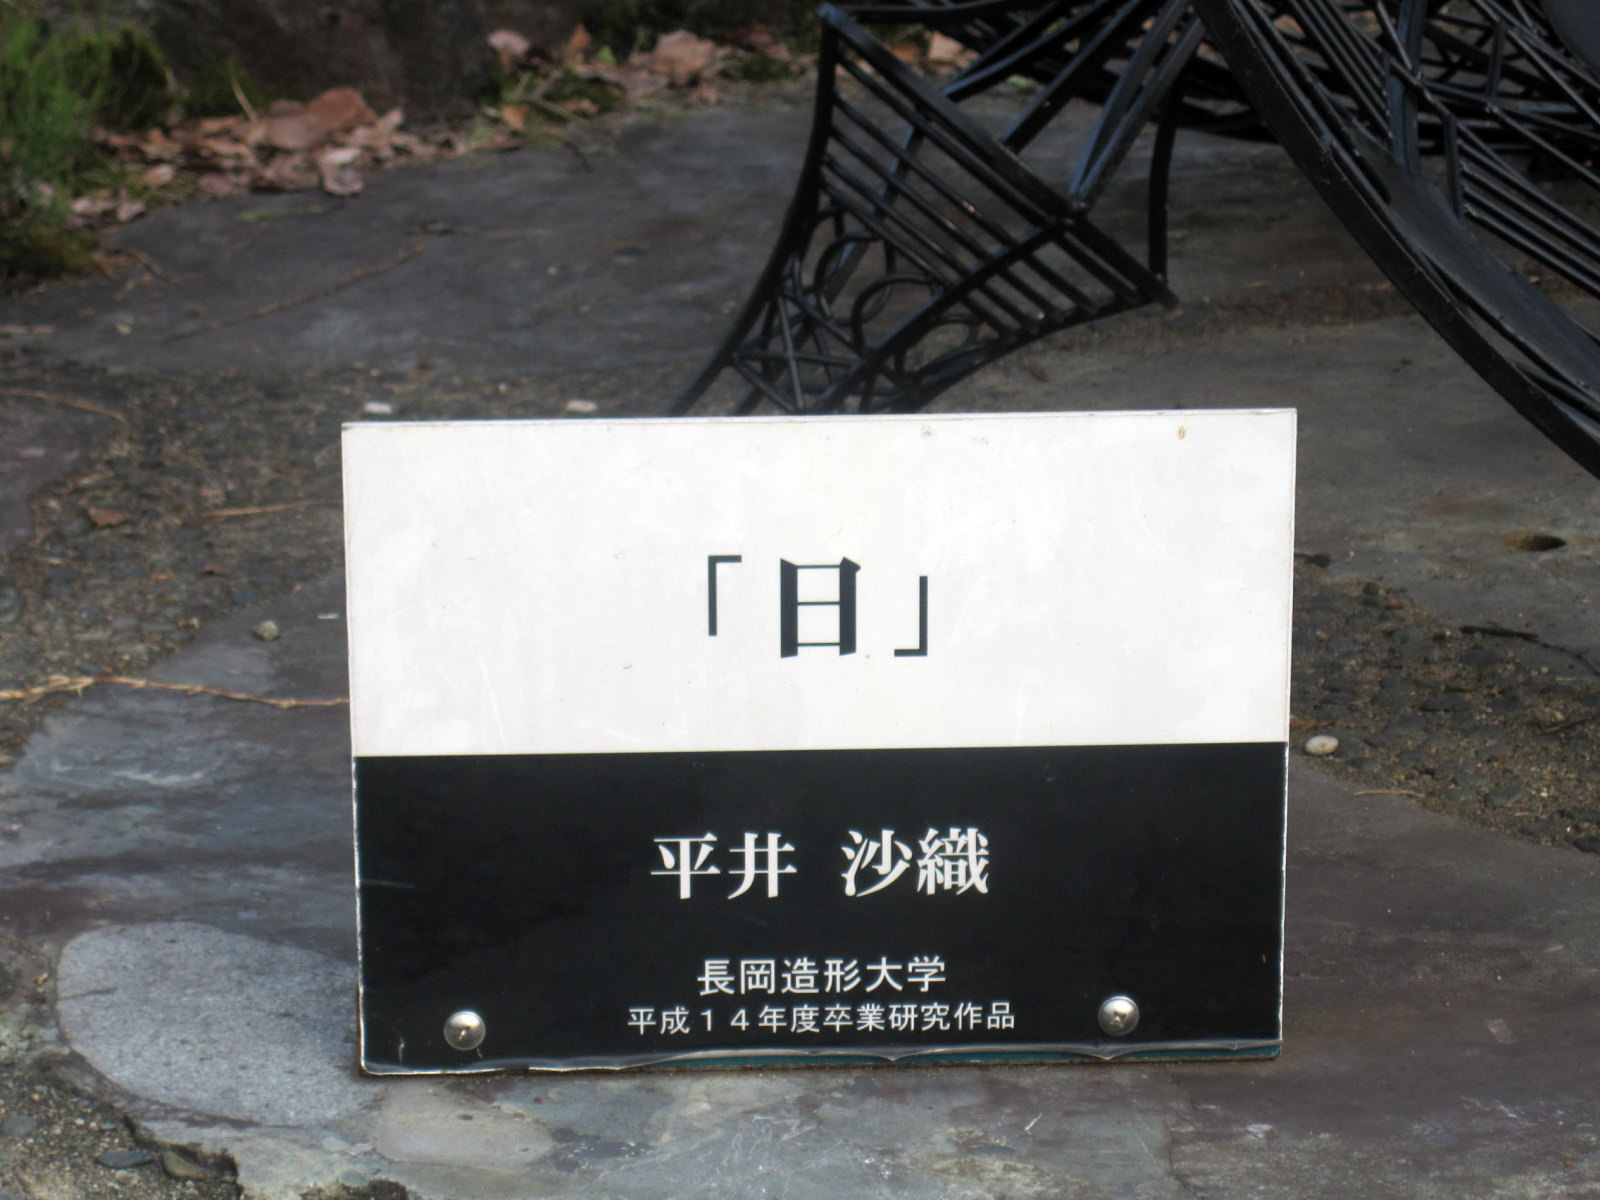 「日」
平井 沙織
長岡造形大学
平成１４年度卒業研究作品